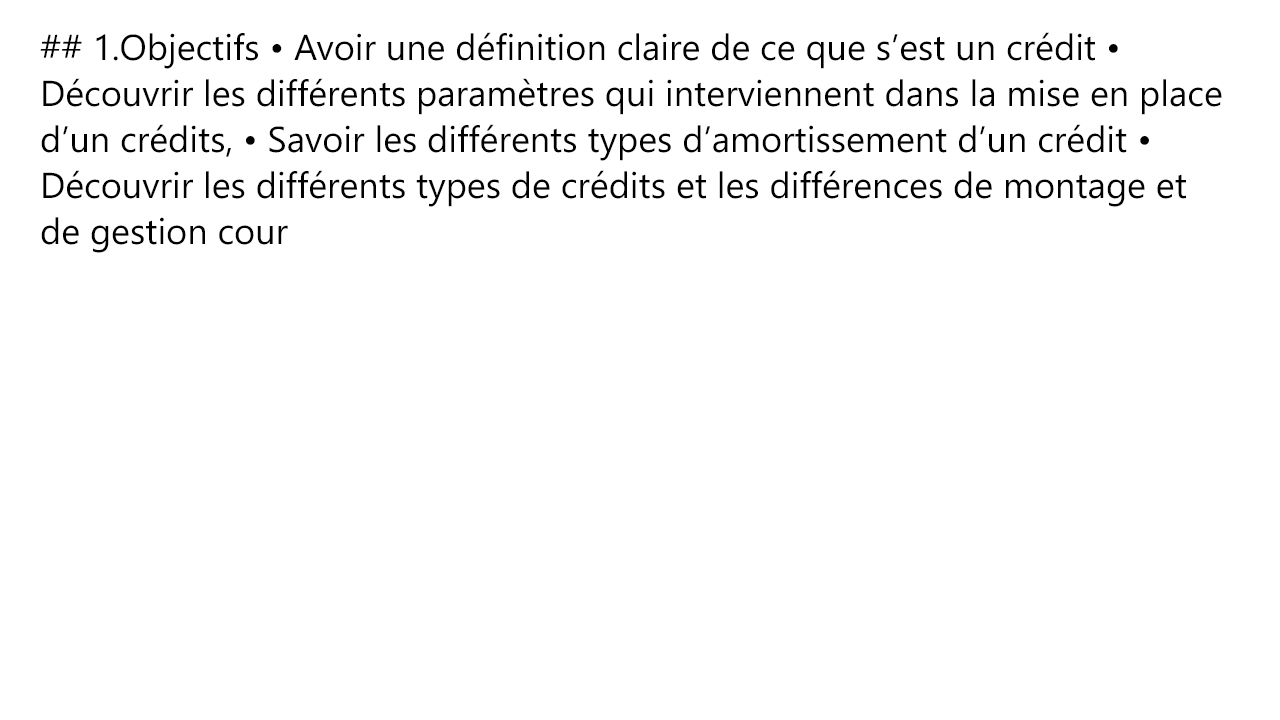 ## 1.Objectifs • Avoir une définition claire de ce que s’est un crédit •
Découvrir les différents paramètres qui interviennent dans la mise en place
d’un crédits, • Savoir les différents types d’amortissement d’un crédit •
Découvrir les différents types de crédits et les différences de montage et
de gestion cour